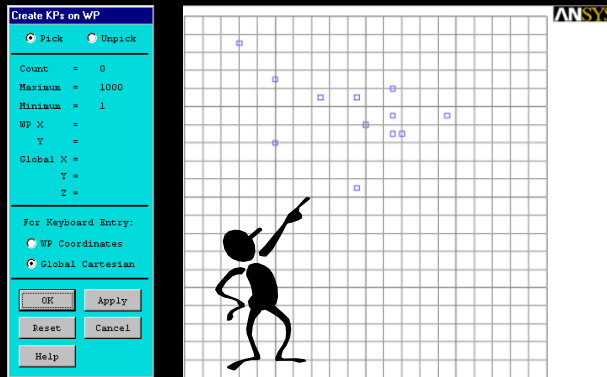 Create KPs on WP
ANSYS
Pick Unpick
Count = 0
Maximum = 1000
Minimum = 1
WP X =
Y =
Global X =
Y =
Z =
For Keyboard Entry:
WP Coordinates
Global Cartesian
OK Apply
Reset Cancel
Help